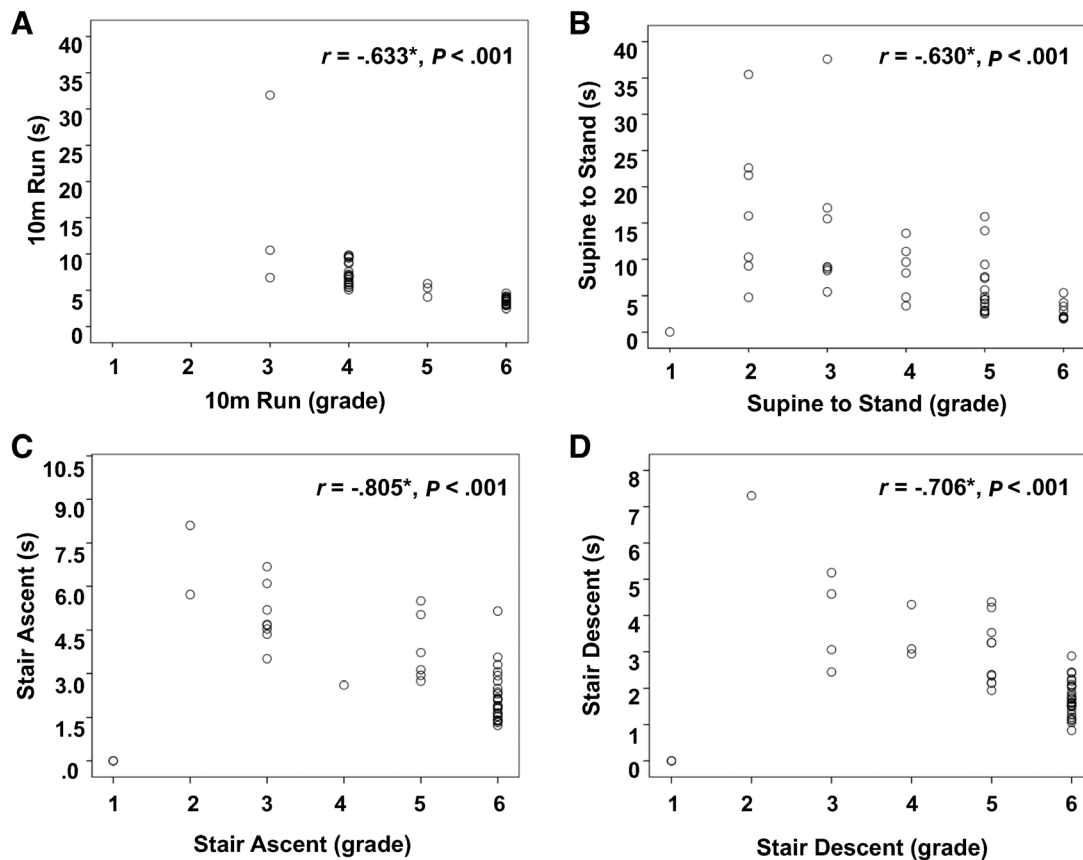 A
r = -.633*, P < .001
10m Run (s)
40
35
30
25
20
15
10
5
0
1 2 3 4 5 6
10m Run (grade)
B
r = -.630*, P < .001
Supine to Stand (s)
40
35
30
25
20
15
10
5
0
1 2 3 4 5 6
Supine to Stand (grade)
C
r = -.805*, P < .001
Stair Ascent (s)
10.5
9.0
7.5
6.0
4.5
3.0
1.5
.0
1 2 3 4 5 6
Stair Ascent (grade)
D
r = -.706*, P < .001
Stair Descent (s)
8
7
6
5
4
3
2
1
0
1 2 3 4 5 6
Stair Descent (grade)